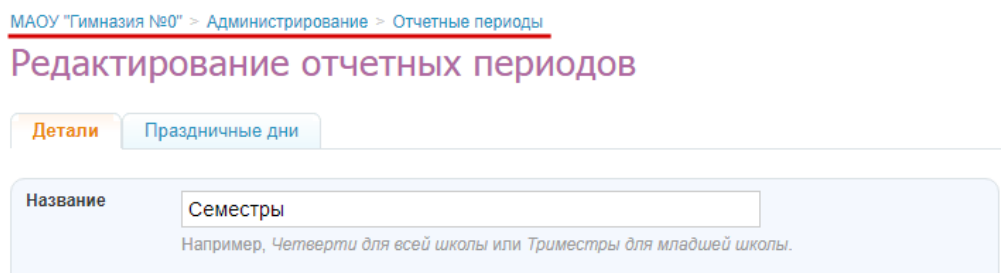 МАОУ "Гимназия №0" > Администрирование > Отчетные периоды
Редактирование отчетных периодов
Детали Праздничные дни
Название Семестры
Например, Четверти для всей школы или Триместры для младшей школы.